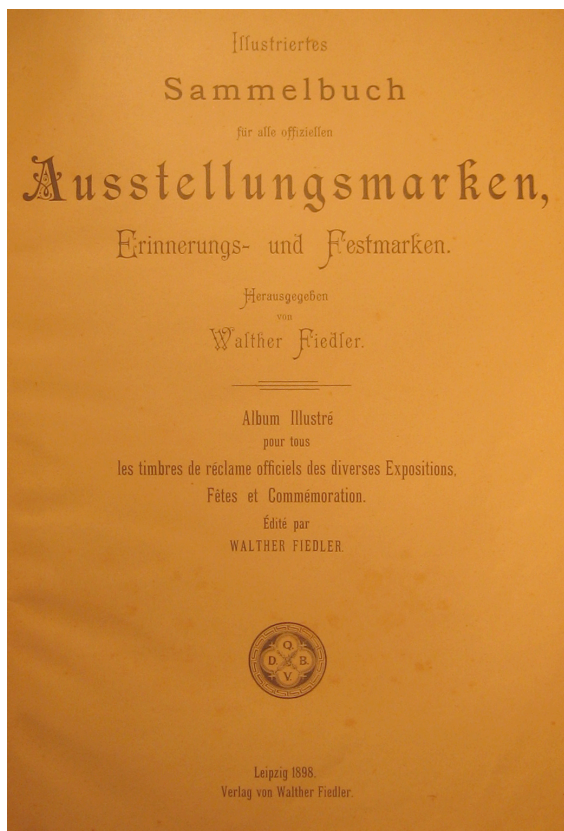 Illustriertes
Sammelbuch
für alle offiziellen
Ausstellungsmarken,
Erinnerungs- und Festmarken.
Herausgegeben
von
Walther Fiedler.
Album Illustré
pour tous
les timbres de réclame officiels des diverses Expositions,
Fêtes et Commémoration.
Édité par
WALTHER FIEDLER.
Q.
D. B.
V.
Leipzig 1898.
Verlag von Walther Fiedler.